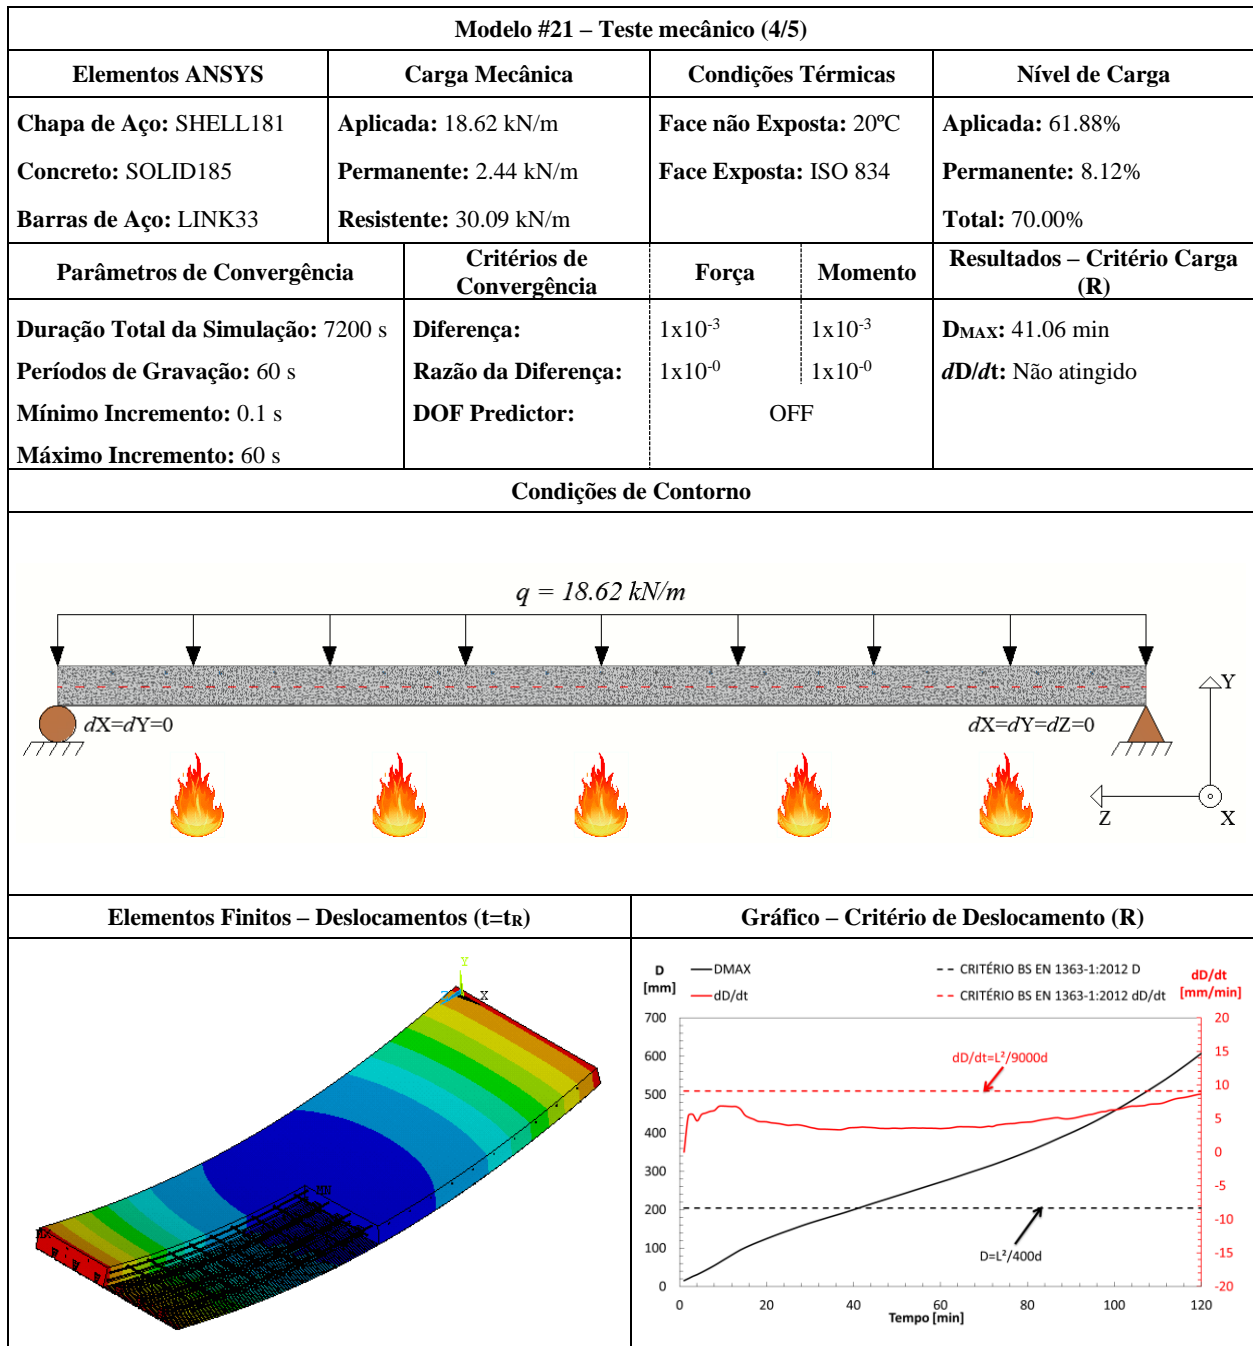 Modelo #21 – Teste mecânico (4/5)
Elementos ANSYS
Carga Mecânica
Condições Térmicas
Nível de Carga
Chapa de Aço: SHELL181
Concreto: SOLID185
Barras de Aço: LINK33
Aplicada: 18.62 kN/m
Permanente: 2.44 kN/m
Resistente: 30.09 kN/m
Face não Exposta: 20ºC
Face Exposta: ISO 834
Aplicada: 61.88%
Permanente: 8.12%
Total: 70.00%
Parâmetros de Convergência
Critérios de
Convergência
Força
Momento
Resultados – Critério Carga
(R)
Duração Total da Simulação: 7200 s
Períodos de Gravação: 60 s
Mínimo Incremento: 0.1 s
Máximo Incremento: 60 s
Diferença:
Razão da Diferença:
DOF Predictor:
1x10-3
1x10-0
1x10-3
1x10-0
OFF
DMAX: 41.06 min
dD/dt: Não atingido
Condições de Contorno
q = 18.62 kN/m
dX=dY=0
dX=dY=dZ=0
Y
Z
X
Elementos Finitos – Deslocamentos (t=tR)
Gráfico – Critério de Deslocamento (R)
Y
Z
X
MN
D
[mm]
DMAX
dD/dt
CRITÉRIO BS EN 1363-1:2012 D
CRITÉRIO BS EN 1363-1:2012 dD/dt
dD/dt
[mm/min]
700
600
500
400
300
200
100
0
dD/dt=L²/9000d
D=L²/400d
20
15
10
5
0
-5
-10
-15
-20
0
20
40
60
80
100
120
Tempo [min]